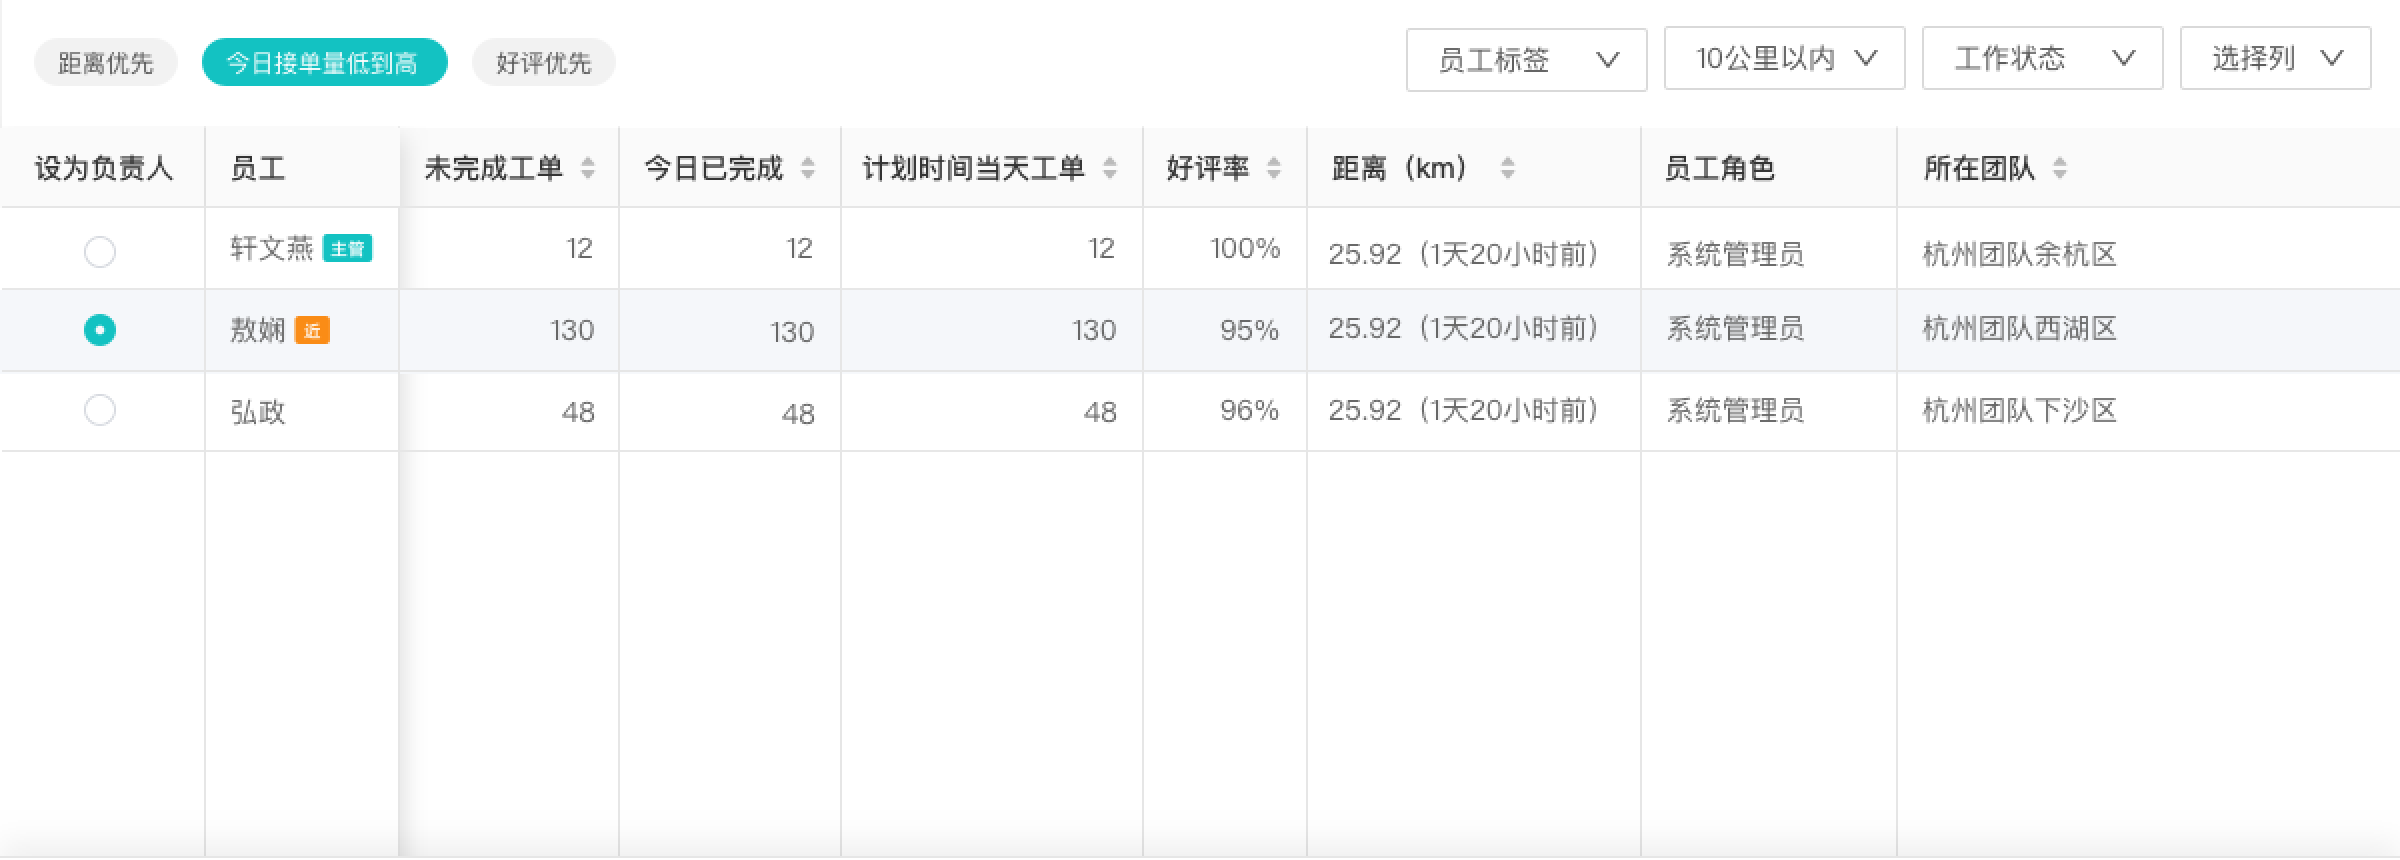 距离优先 今日接单量低到高 好评优先 员工标签 10公里以内 工作状态 选择列
设为负责人 员工 未完成工单 今日已完成 计划时间当天工单 好评率 距离（km） 员工角色 所在团队
轩文燕 主管 12 12 12 100% 25.92（1天20小时前） 系统管理员 杭州团队余杭区
敖娴 近 130 130 130 95% 25.92（1天20小时前） 系统管理员 杭州团队西湖区
弘政 48 48 48 96% 25.92（1天20小时前） 系统管理员 杭州团队下沙区